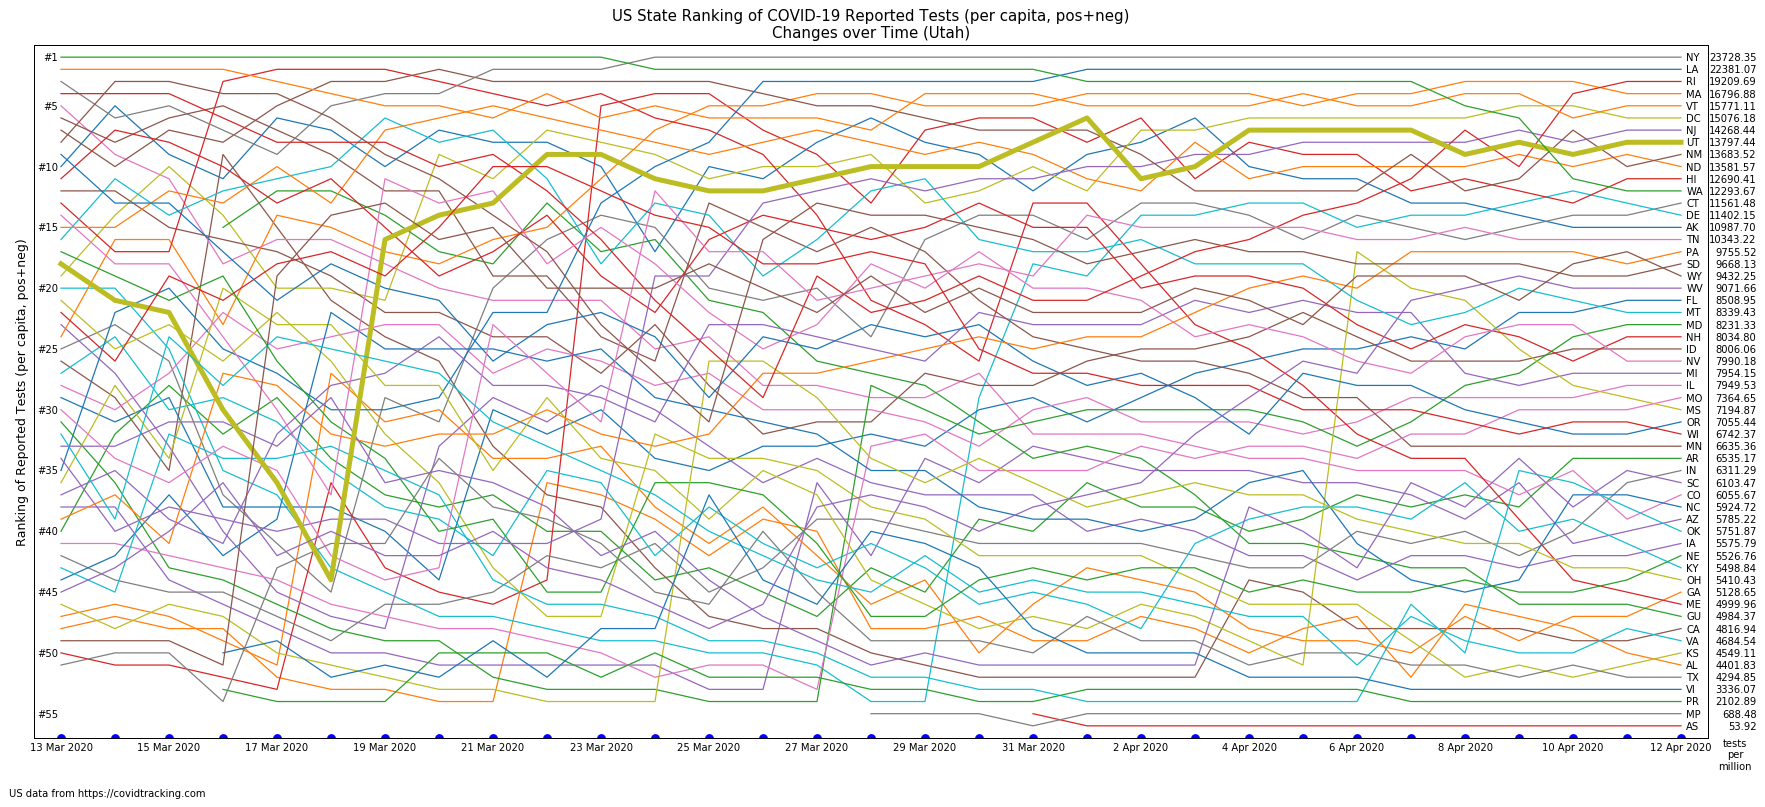 US State Ranking of COVID-19 Reported Tests (per capita, pos+neg)
Changes over Time (Utah)
Ranking of Reported Tests (per capita, pos+neg)
#1
#5
#10
#15
#20
#25
#30
#35
#40
#45
#50
#55
NY 23728.35
LA 22381.07
RI 19209.69
MA 16796.88
VT 15771.11
DC 15076.18
NJ 14268.44
UT 13797.44
NM 13683.52
ND 13581.57
HI 12690.41
WA 12293.67
CT 11561.48
DE 11402.15
AK 10987.70
TN 10343.22
PA 9755.52
SD 9668.13
WY 9432.25
WV 9071.66
FL 8508.95
MT 8339.43
MD 8231.33
NH 8034.80
ID 8006.06
NV 7990.18
MI 7954.15
IL 7949.53
MO 7364.65
MS 7194.87
OR 7055.44
WI 6742.37
MN 6635.36
AR 6535.17
IN 6311.29
SC 6103.47
CO 6055.67
NC 5924.72
AZ 5785.22
OK 5751.87
IA 5575.79
NE 5526.76
KY 5498.84
OH 5410.43
GA 5128.65
ME 4999.96
GU 4984.37
CA 4816.94
VA 4684.54
KS 4549.11
AL 4401.83
TX 4294.85
VI 3336.07
PR 2102.89
MP 688.48
AS 53.92
13 Mar 2020 15 Mar 2020 17 Mar 2020 19 Mar 2020 21 Mar 2020 23 Mar 2020 25 Mar 2020 27 Mar 2020 29 Mar 2020 31 Mar 2020 2 Apr 2020 4 Apr 2020 6 Apr 2020 8 Apr 2020 10 Apr 2020 12 Apr 2020
tests
per
million
US data from https://covidtracking.com